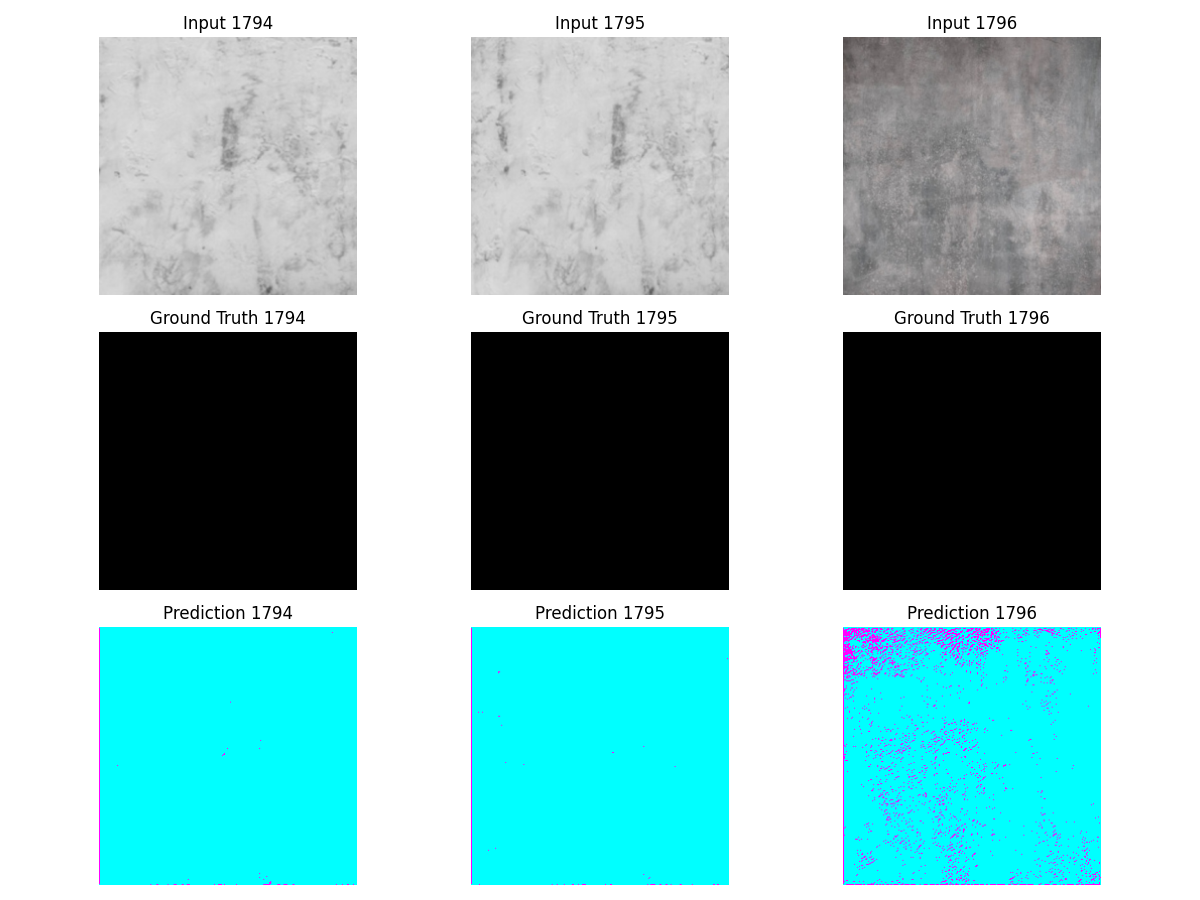 Input 1794
Input 1795
Input 1796
Ground Truth 1794
Ground Truth 1795
Ground Truth 1796
Prediction 1794
Prediction 1795
Prediction 1796